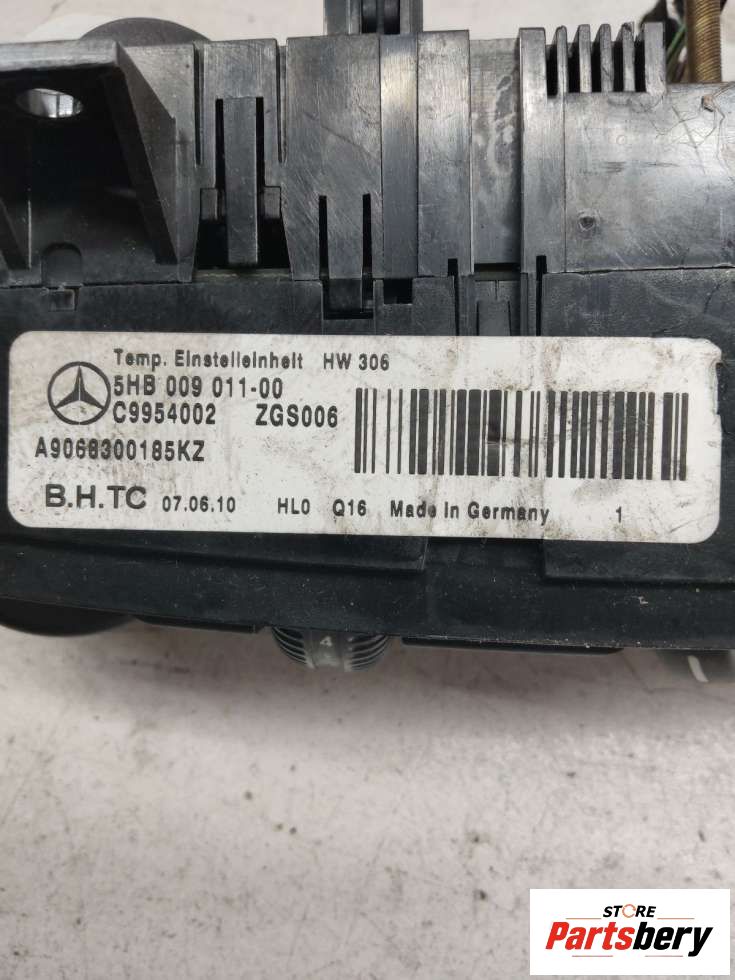 Temp. Einstelleinheit HW 306
5HB 009 011-00
C9954002 ZGS006
A9068300185KZ
B.H.TC 07.06.10 HL0 Q16 Made in Germany 1
4
STORE
Partsbery